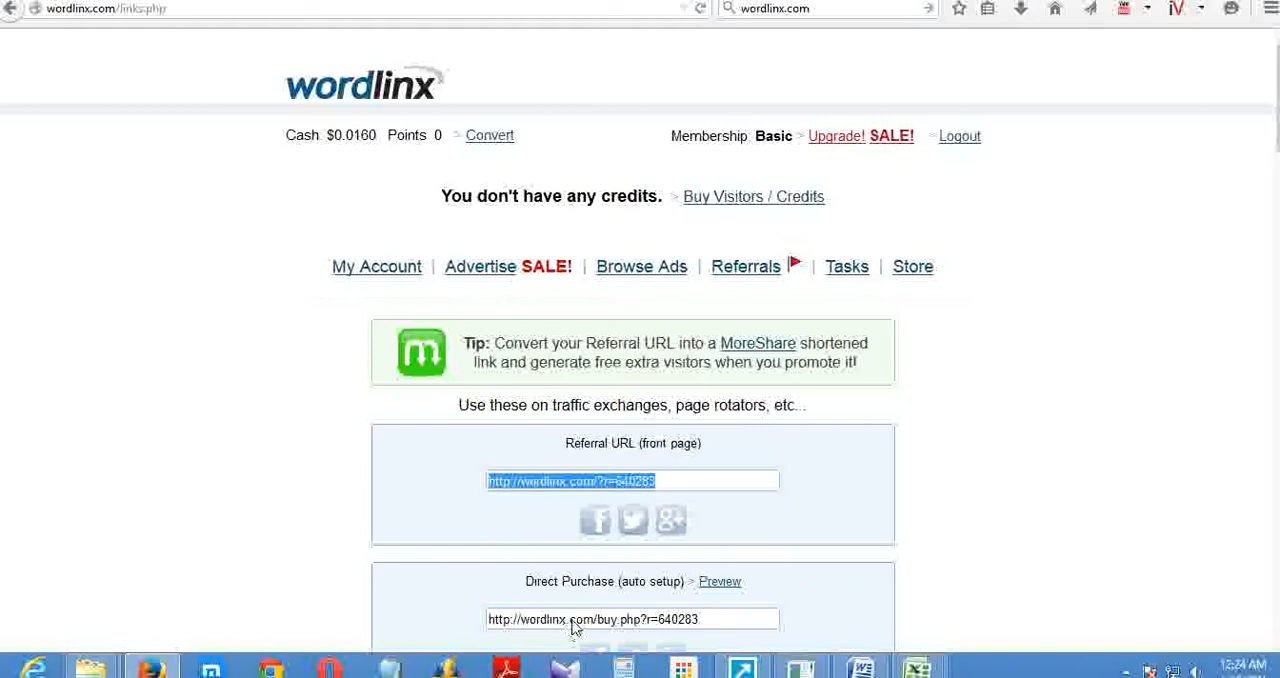 wordlinx.com/links.php
wordlinx.com
wordlinx
Cash $0.0160 Points 0 > Convert
Membership: Basic > Upgrade! SALE! > Logout
You don't have any credits. > Buy Visitors / Credits
My Account | Advertise SALE! | Browse Ads | Referrals | Tasks | Store
Tip: Convert your Referral URL into a MoreShare shortened
link and generate free extra visitors when you promote it!
Use these on traffic exchanges, page rotators, etc...
Referral URL (front page)
http://wordlinx.com/?r=640283
Direct Purchase (auto setup) > Preview
http://wordlinx.com/buy.php?r=640283
12:24 AM